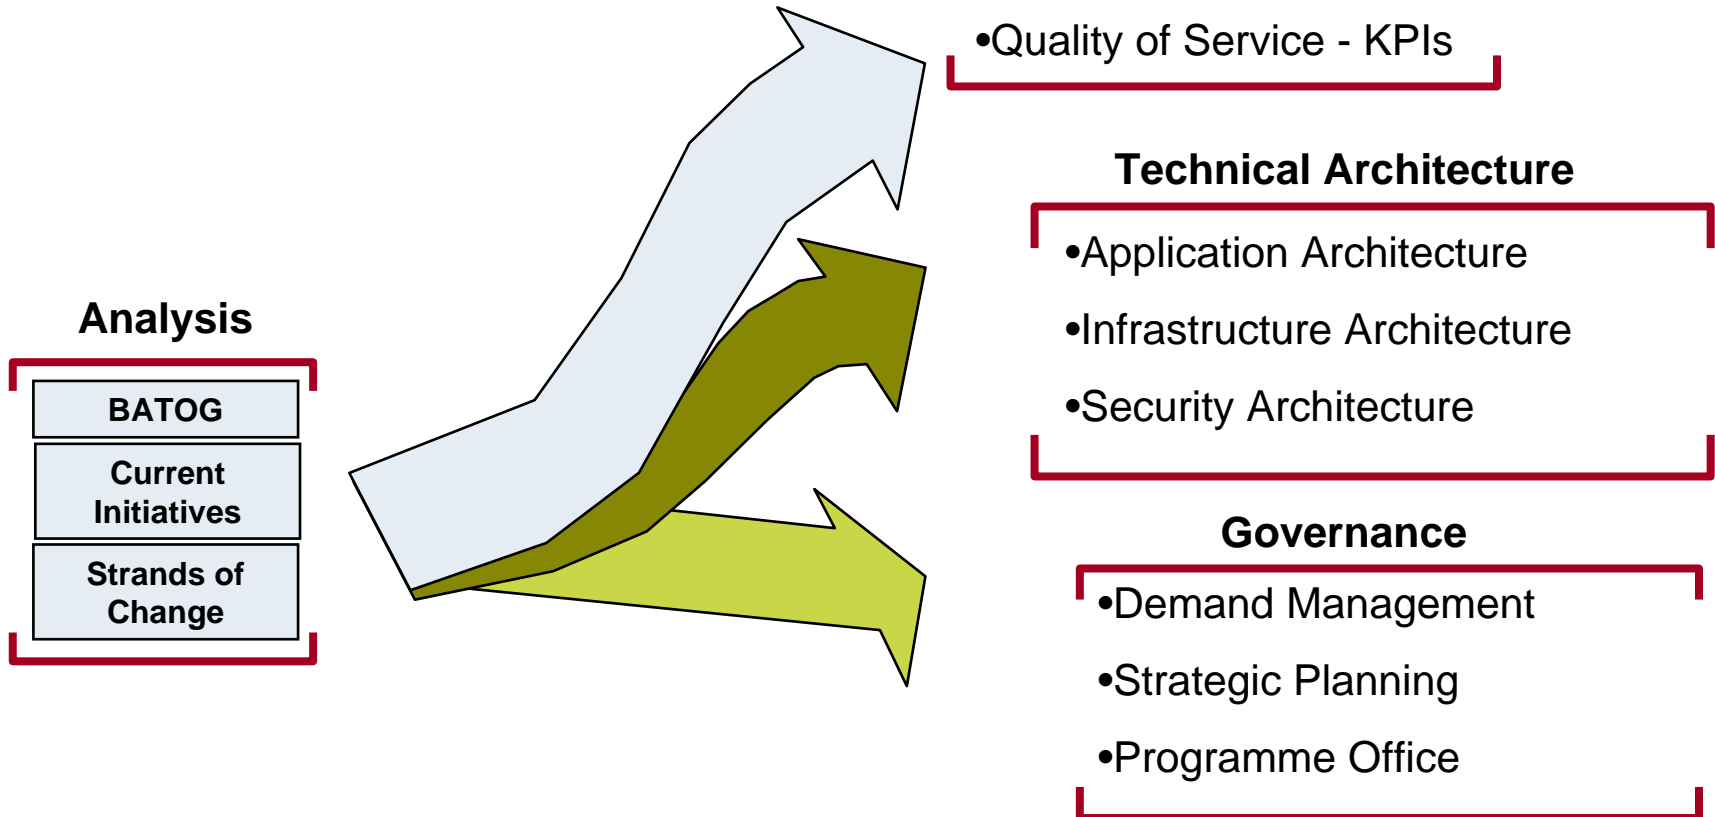 •Quality of Service - KPIs
Technical Architecture
•Application Architecture
•Infrastructure Architecture
•Security Architecture
Analysis
BATOG
Current
Initiatives
Strands of
Change
Governance
•Demand Management
•Strategic Planning
•Programme Office